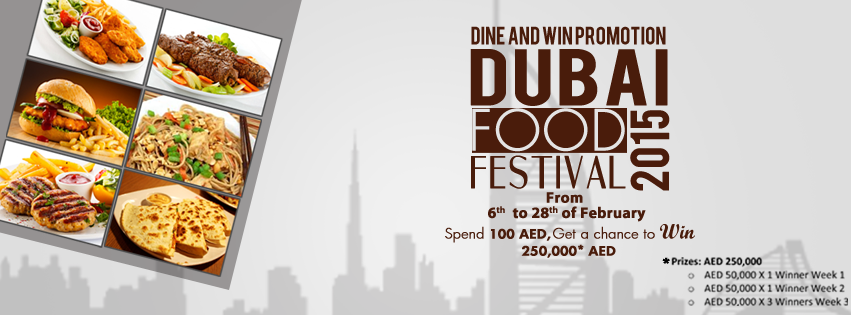 DINE AND WIN PROMOTION
DUBAI
FOOD
FESTIVAL
2015
From
6th to 28th of February
Spend 100 AED, Get a chance to Win
250,000* AED
* Prizes: AED 250,000
o AED 50,000 X 1 Winner Week 1
o AED 50,000 X 1 Winner Week 2
o AED 50,000 X 3 Winners Week 3